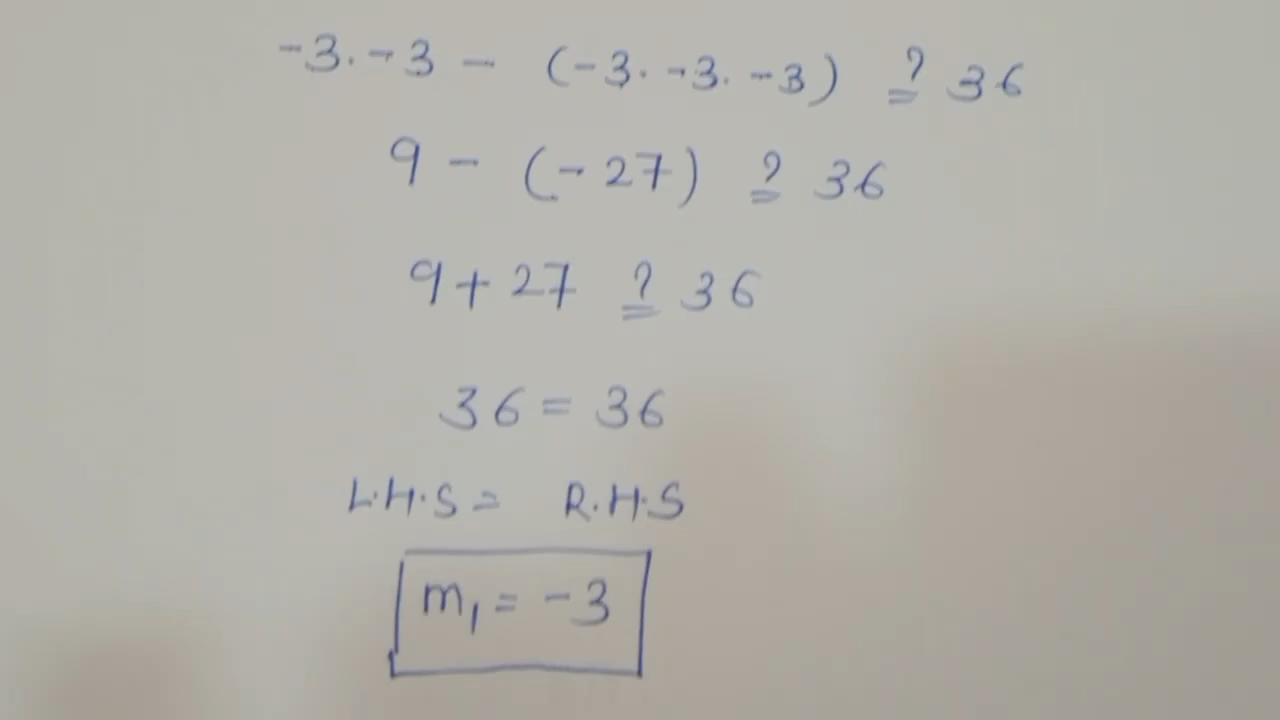 -3.-3 - (-3.-3.-3) ≟ 36
9 - (-27) ≟ 36
9 + 27 ≟ 36
36 = 36
L.H.S = R.H.S
m₁ = -3